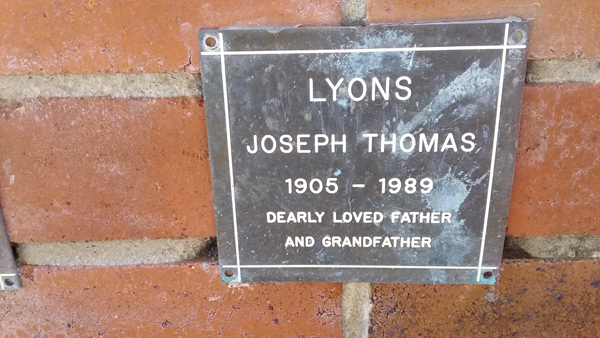 LYONS
JOSEPH THOMAS
1905 – 1989
DEARLY LOVED FATHER
AND GRANDFATHER